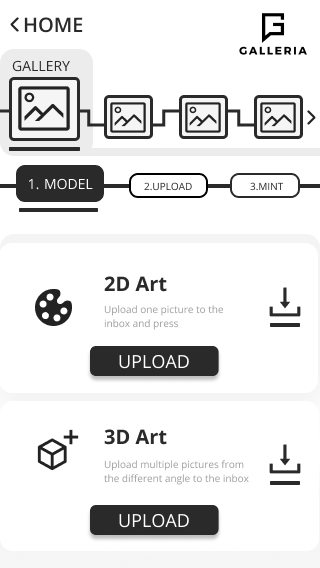 HOME
GALLERIA
GALLERY
1. MODEL
2.UPLOAD
3.MINT
2D Art
Upload one picture to the
inbox and press
UPLOAD
3D Art
Upload multiple pictures from
the different angle to the inbox
UPLOAD